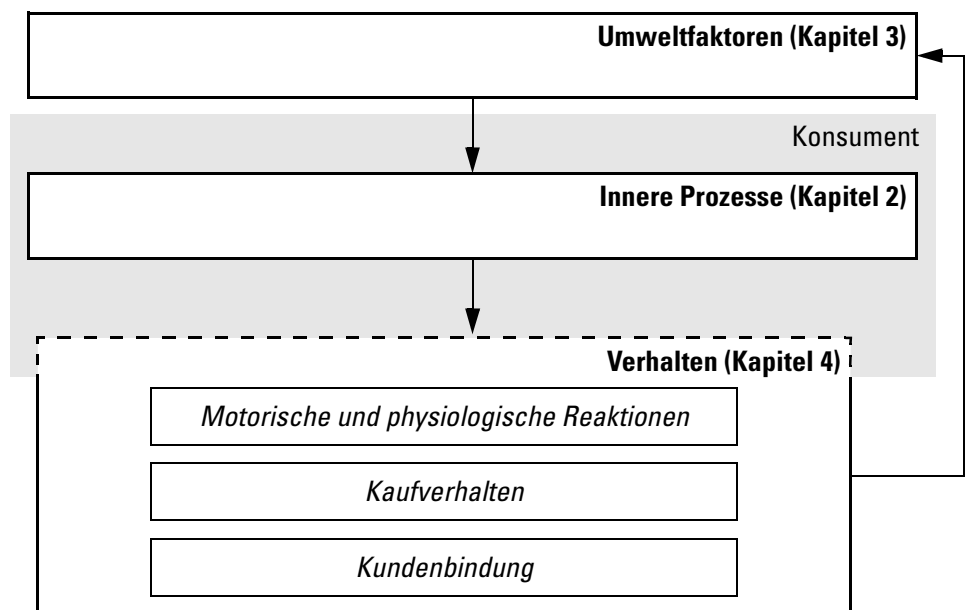 Umweltfaktoren (Kapitel 3)
Konsument
Innere Prozesse (Kapitel 2)
Verhalten (Kapitel 4)
Motorische und physiologische Reaktionen
Kaufverhalten
Kundenbindung